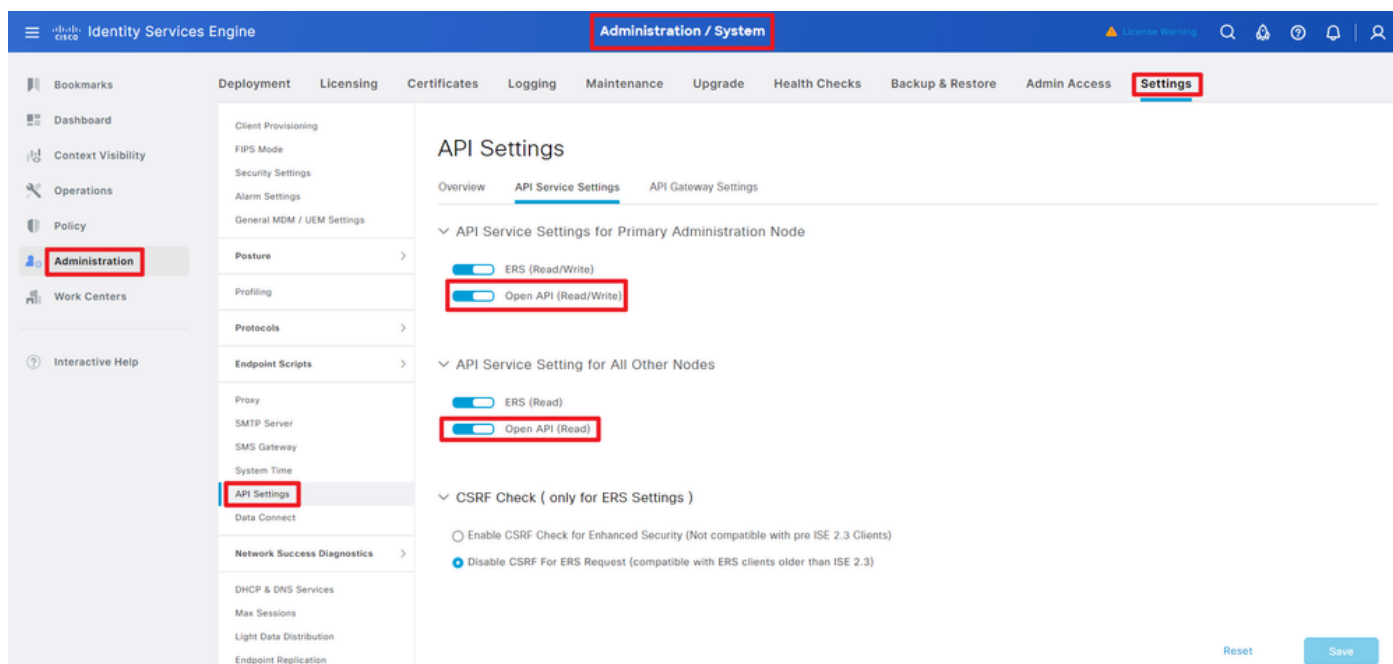 cisco Identity Services Engine
Administration / System
License Warning
Bookmarks
Dashboard
Context Visibility
Operations
Policy
Administration
Work Centers
Interactive Help
Deployment Licensing Certificates Logging Maintenance Upgrade Health Checks Backup & Restore Admin Access Settings
Client Provisioning
FIPS Mode
Security Settings
Alarm Settings
General MDM / UEM Settings
Posture
Profiling
Protocols
Endpoint Scripts
Proxy
SMTP Server
SMS Gateway
System Time
API Settings
Data Connect
Network Success Diagnostics
DHCP & DNS Services
Max Sessions
Light Data Distribution
Endpoint Replication
API Settings
Overview API Service Settings API Gateway Settings
API Service Settings for Primary Administration Node
ERS (Read/Write)
Open API (Read/Write)
API Service Setting for All Other Nodes
ERS (Read)
Open API (Read)
CSRF Check ( only for ERS Settings )
Enable CSRF Check for Enhanced Security (Not compatible with pre ISE 2.3 Clients)
Disable CSRF For ERS Request (compatible with ERS clients older than ISE 2.3)
Reset Save